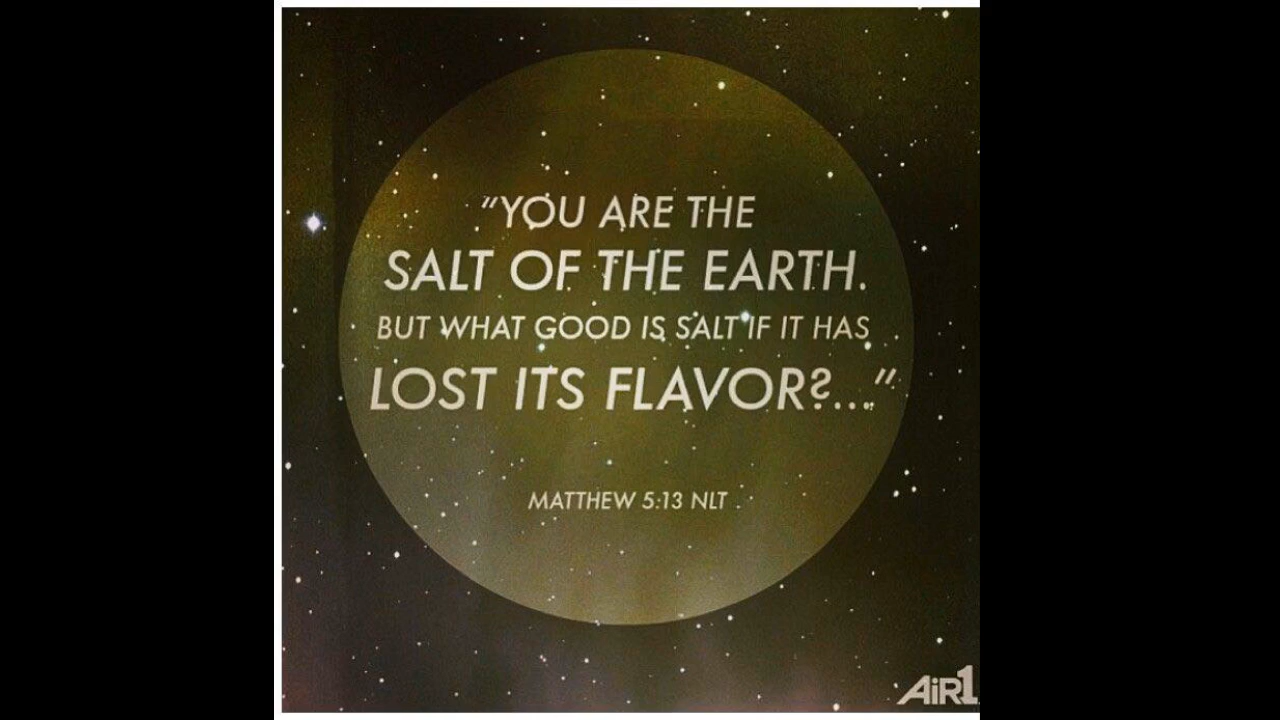 “YOU ARE THE
SALT OF THE EARTH.
BUT WHAT GOOD IS SALT IF IT HAS
LOST ITS FLAVOR?...”
MATTHEW 5:13 NLT
AiR1